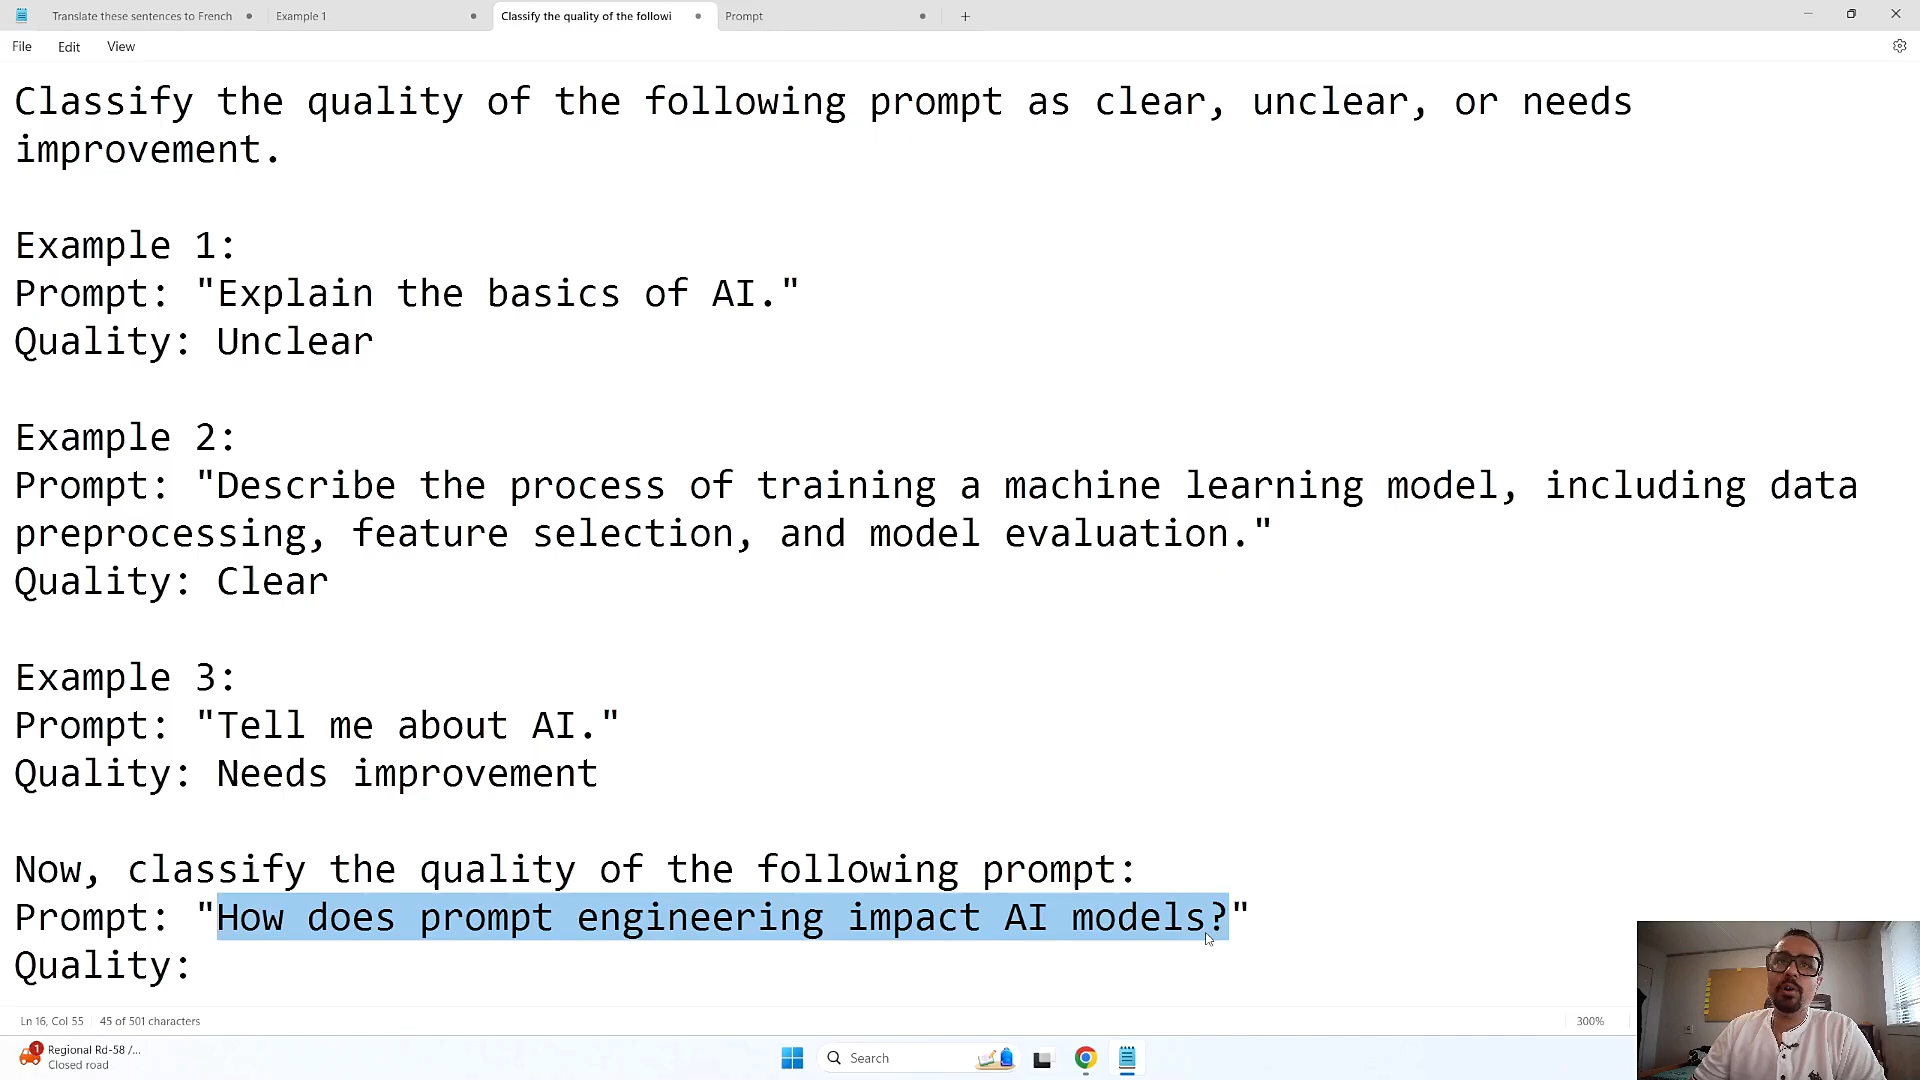 Translate these sentences to French
Example 1
Classify the quality of the followi
Prompt
File Edit View
Classify the quality of the following prompt as clear, unclear, or needs
improvement.
Example 1:
Prompt: "Explain the basics of AI."
Quality: Unclear
Example 2:
Prompt: "Describe the process of training a machine learning model, including data
preprocessing, feature selection, and model evaluation."
Quality: Clear
Example 3:
Prompt: "Tell me about AI."
Quality: Needs improvement
Now, classify the quality of the following prompt:
Prompt: "How does prompt engineering impact AI models?"
Quality:
Ln 16, Col 55 45 of 501 characters 300%
1
Regional Rd-58 /...
Closed road
Search